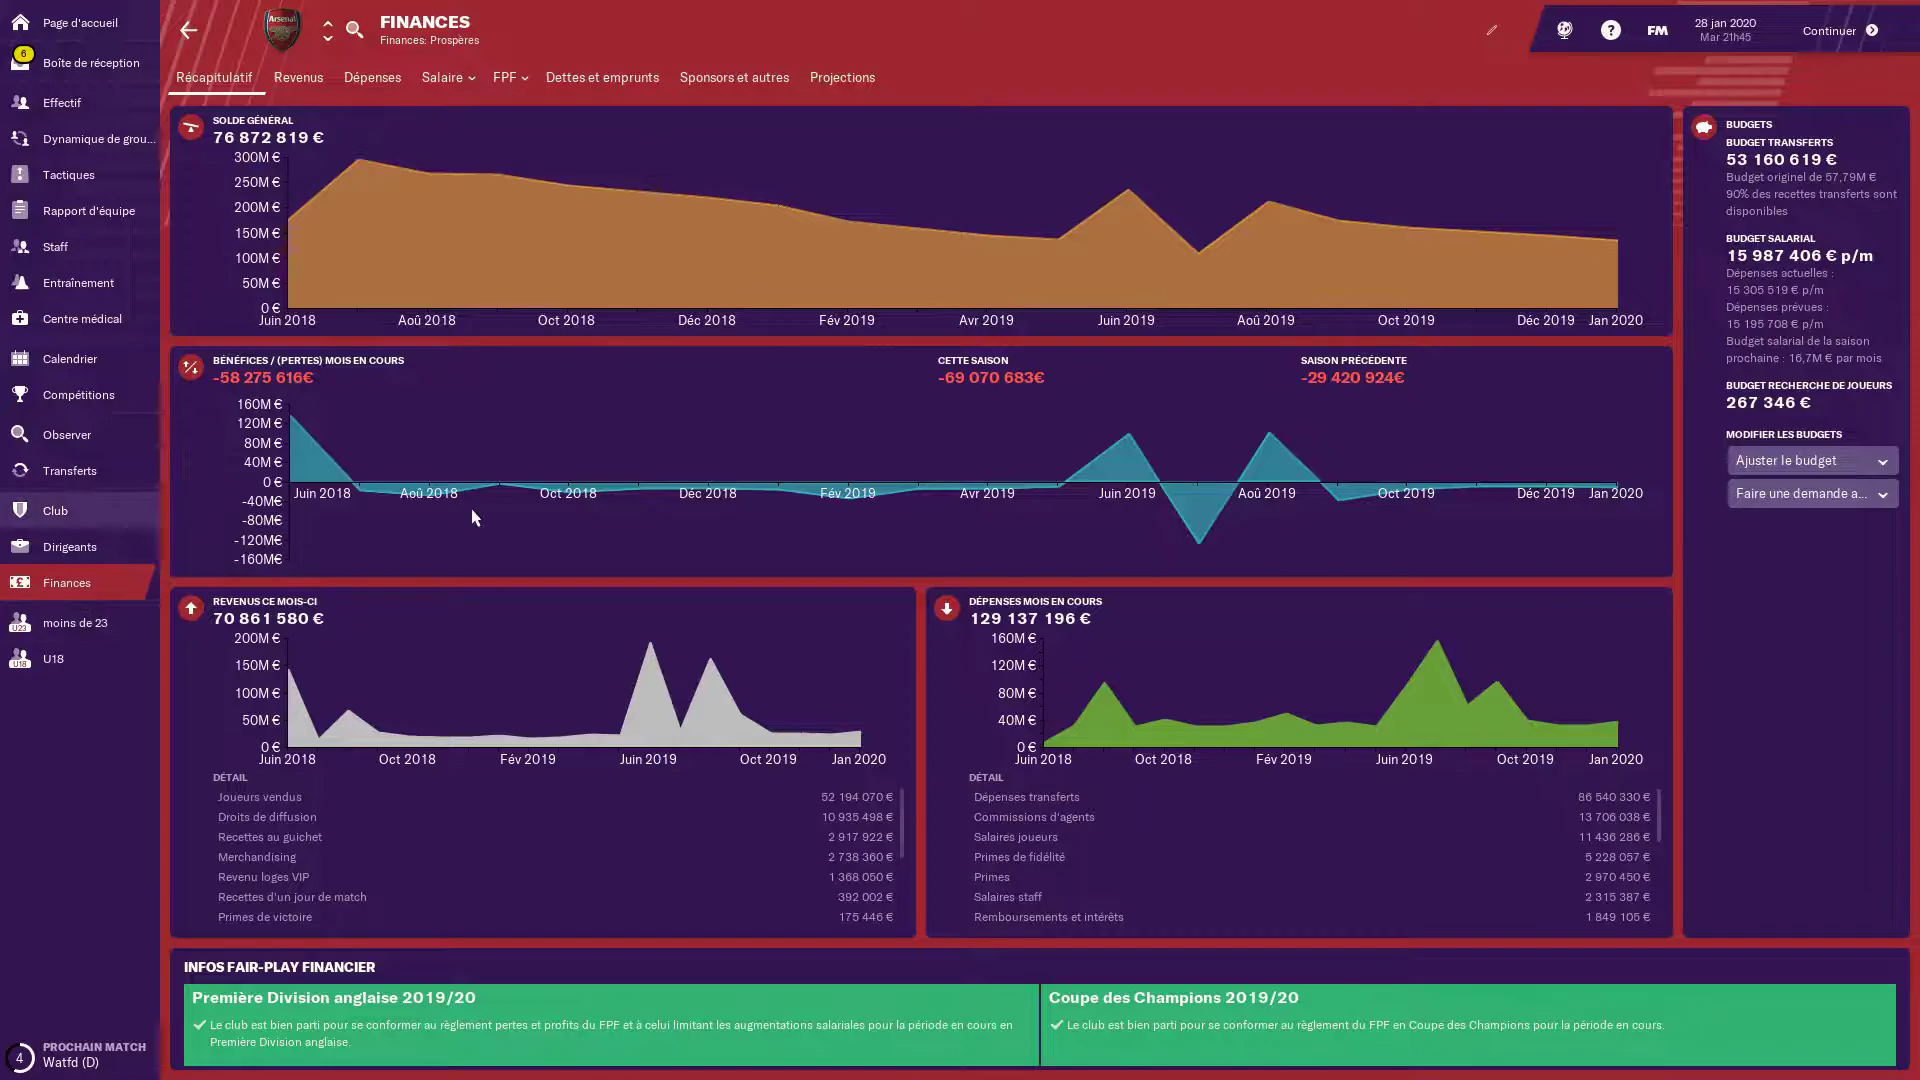 Page d'accueil
6
Boîte de réception
Effectif
Dynamique de grou...
Tactiques
Rapport d'équipe
Staff
Entraînement
Centre médical
Calendrier
Compétitions
Observer
Transferts
Club
Dirigeants
Finances
U23
moins de 23
U18
U18
4
PROCHAIN MATCH
Watfd (D)
Arsenal
FINANCES
Finances: Prospères
?
FM
28 jan 2020
Mar 21h45
Continuer
Récapitulatif
Revenus
Dépenses
Salaire
FPF
Dettes et emprunts
Sponsors et autres
Projections
SOLDE GÉNÉRAL
76 872 819 €
300M €
250M €
200M €
150M €
100M €
50M €
0 €
Juin 2018
Aoû 2018
Oct 2018
Déc 2018
Fév 2019
Avr 2019
Juin 2019
Aoû 2019
Oct 2019
Déc 2019
Jan 2020
BÉNÉFICES / (PERTES) MOIS EN COURS
-58 275 616€
CETTE SAISON
-69 070 683€
SAISON PRÉCÉDENTE
-29 420 924€
160M €
120M €
80M €
40M €
0 €
-40M€
-80M€
-120M€
-160M€
Juin 2018
Aoû 2018
Oct 2018
Déc 2018
Fév 2019
Avr 2019
Juin 2019
Aoû 2019
Oct 2019
Déc 2019
Jan 2020
REVENUS CE MOIS-CI
70 861 580 €
200M €
150M €
100M €
50M €
0 €
Juin 2018
Oct 2018
Fév 2019
Juin 2019
Oct 2019
Jan 2020
DÉTAIL
Joueurs vendus 52 194 070 €
Droits de diffusion 10 935 498 €
Recettes au guichet 2 917 922 €
Merchandising 2 738 360 €
Revenu loges VIP 1 368 050 €
Recettes d'un jour de match 392 002 €
Primes de victoire 175 446 €
DÉPENSES MOIS EN COURS
129 137 196 €
160M €
120M €
80M €
40M €
0 €
Juin 2018
Oct 2018
Fév 2019
Juin 2019
Oct 2019
Jan 2020
DÉTAIL
Dépenses transferts 86 540 330 €
Commissions d'agents 13 706 038 €
Salaires joueurs 11 436 286 €
Primes de fidélité 5 228 057 €
Primes 2 970 450 €
Salaires staff 2 315 387 €
Remboursements et intérêts 1 849 105 €
BUDGETS
BUDGET TRANSFERTS
53 160 619 €
Budget originel de 57,79M €
90% des recettes transferts sont
disponibles
BUDGET SALARIAL
15 987 406 € p/m
Dépenses actuelles :
15 305 519 € p/m
Dépenses prévues :
15 195 708 € p/m
Budget salarial de la saison
prochaine : 16,7M € par mois
BUDGET RECHERCHE DE JOUEURS
267 346 €
MODIFIER LES BUDGETS
Ajuster le budget
Faire une demande a...
INFOS FAIR-PLAY FINANCIER
Première Division anglaise 2019/20
Le club est bien parti pour se conformer au règlement pertes et profits du FPF et à celui limitant les augmentations salariales pour la période en cours en
Première Division anglaise.
Coupe des Champions 2019/20
Le club est bien parti pour se conformer au règlement du FPF en Coupe des Champions pour la période en cours.